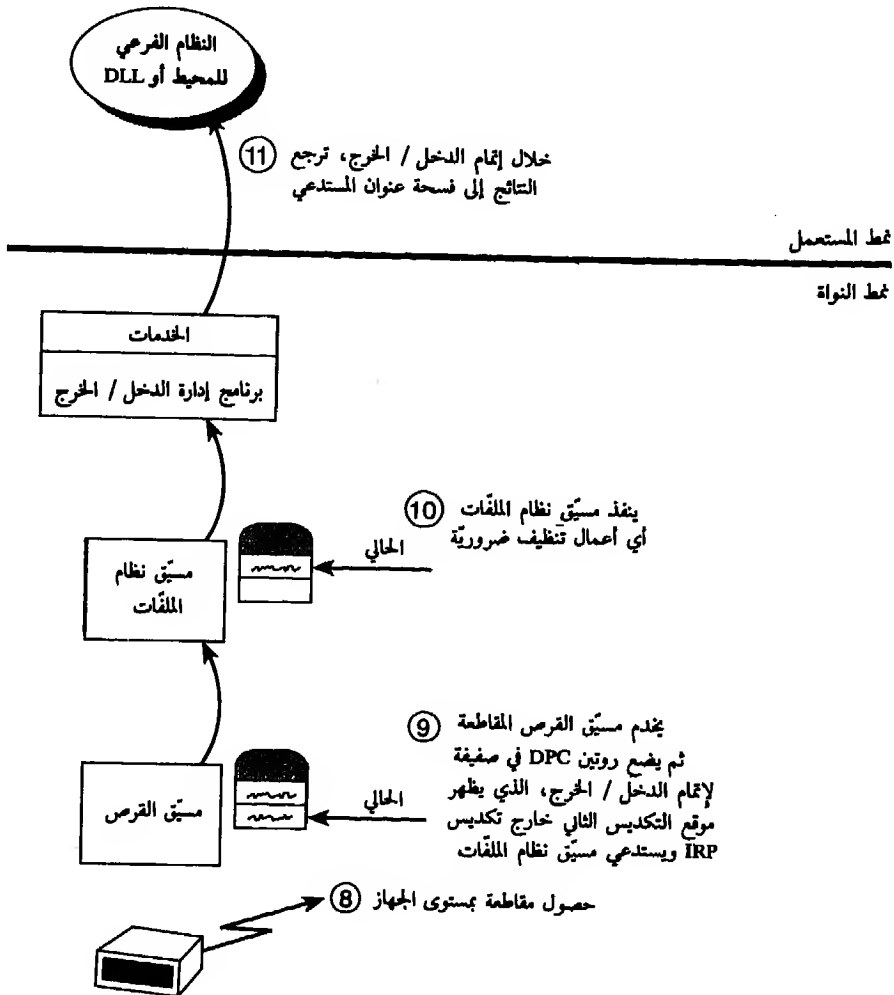 النظام الفرعي
للمحيط أو DLL
⑪ خلال إتمام الدخل / الخرج، ترجع
النتائج إلى فسحة عنوان المستدعي
نمط المستعمل
نمط النواة
الخدمات
برنامج إدارة الدخل / الخرج
⑩ ينفذ مسيّق نظام الملفّات
أي أعمال تنظيف ضروريّة
الحالي
مسيّق نظام
الملفّات
⑨ يخدم مسيّق القرص المقاطعة
ثم يضع روتين DPC في صفيفة
لإتمام الدخل / الخرج، الذي يظهر
موقع التكديس الثاني خارج تكديس
IRP ويستدعي مسيّق نظام الملفّات
الحالي
مسيّق القرص
⑧ حصول مقاطعة بمستوى الجهاز